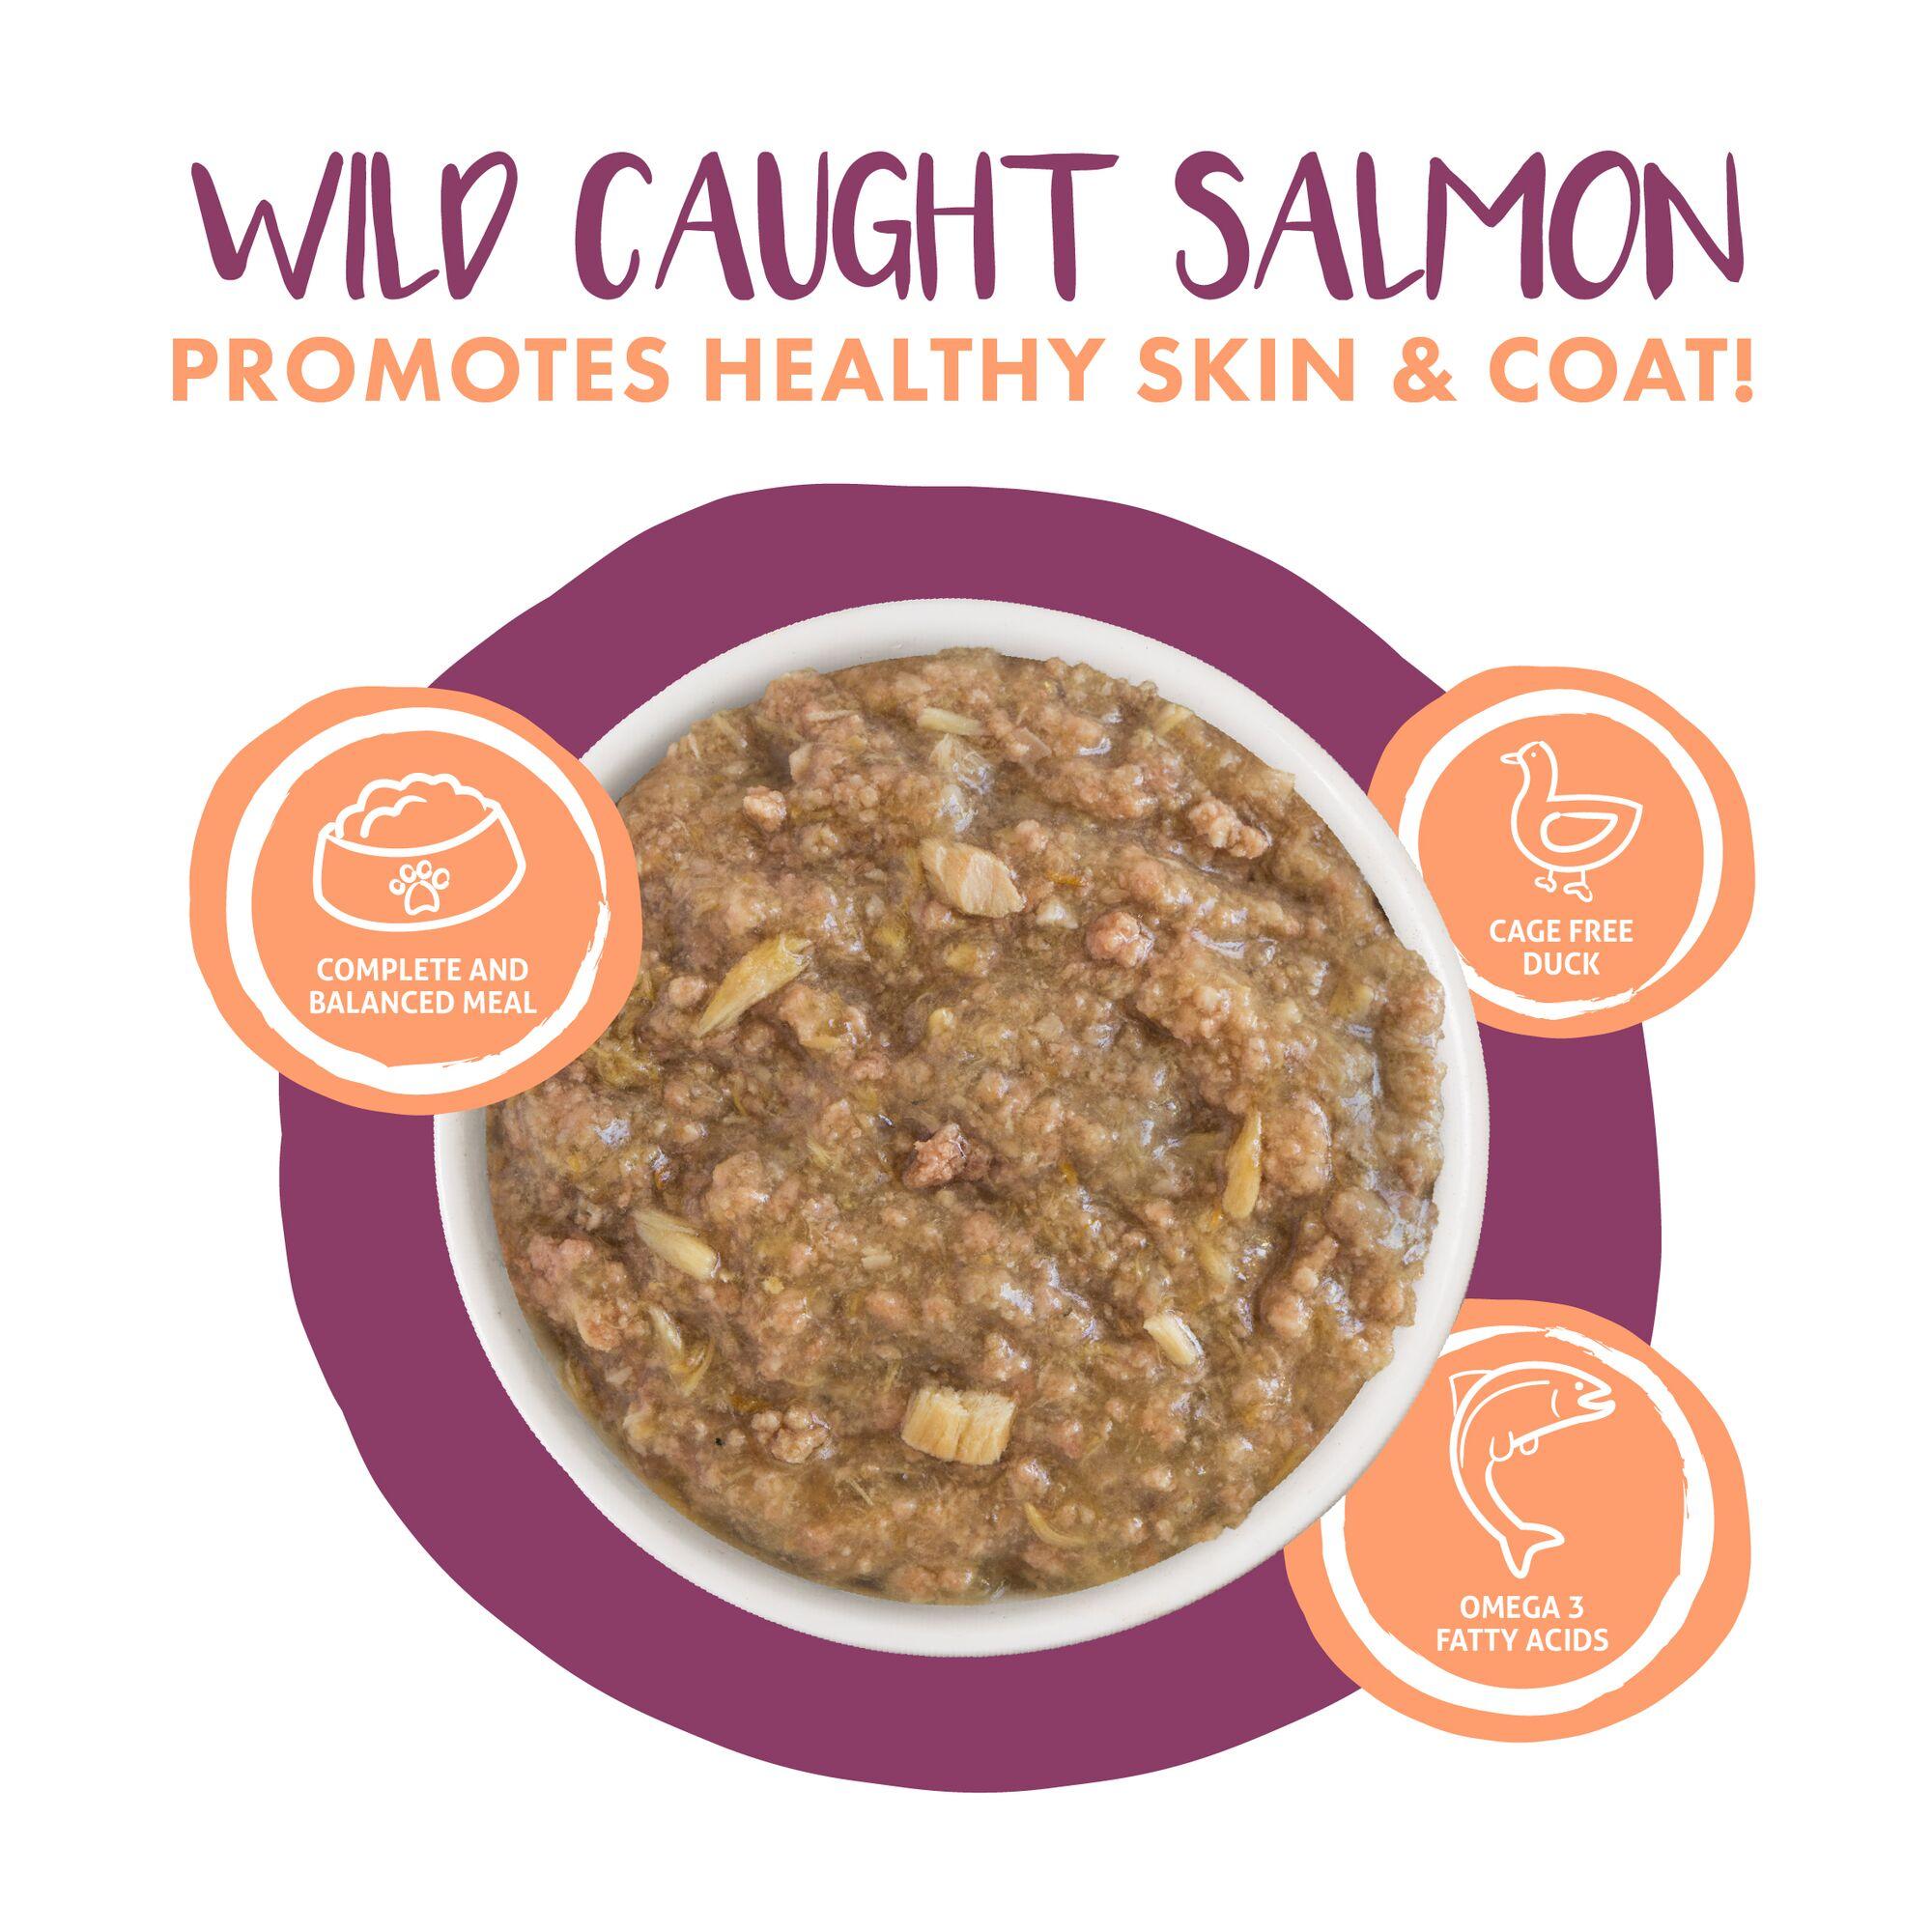 WILD CAUGHT SALMON
PROMOTES HEALTHY SKIN & COAT!
COMPLETE AND
BALANCED MEAL
CAGE FREE
DUCK
OMEGA 3
FATTY ACIDS